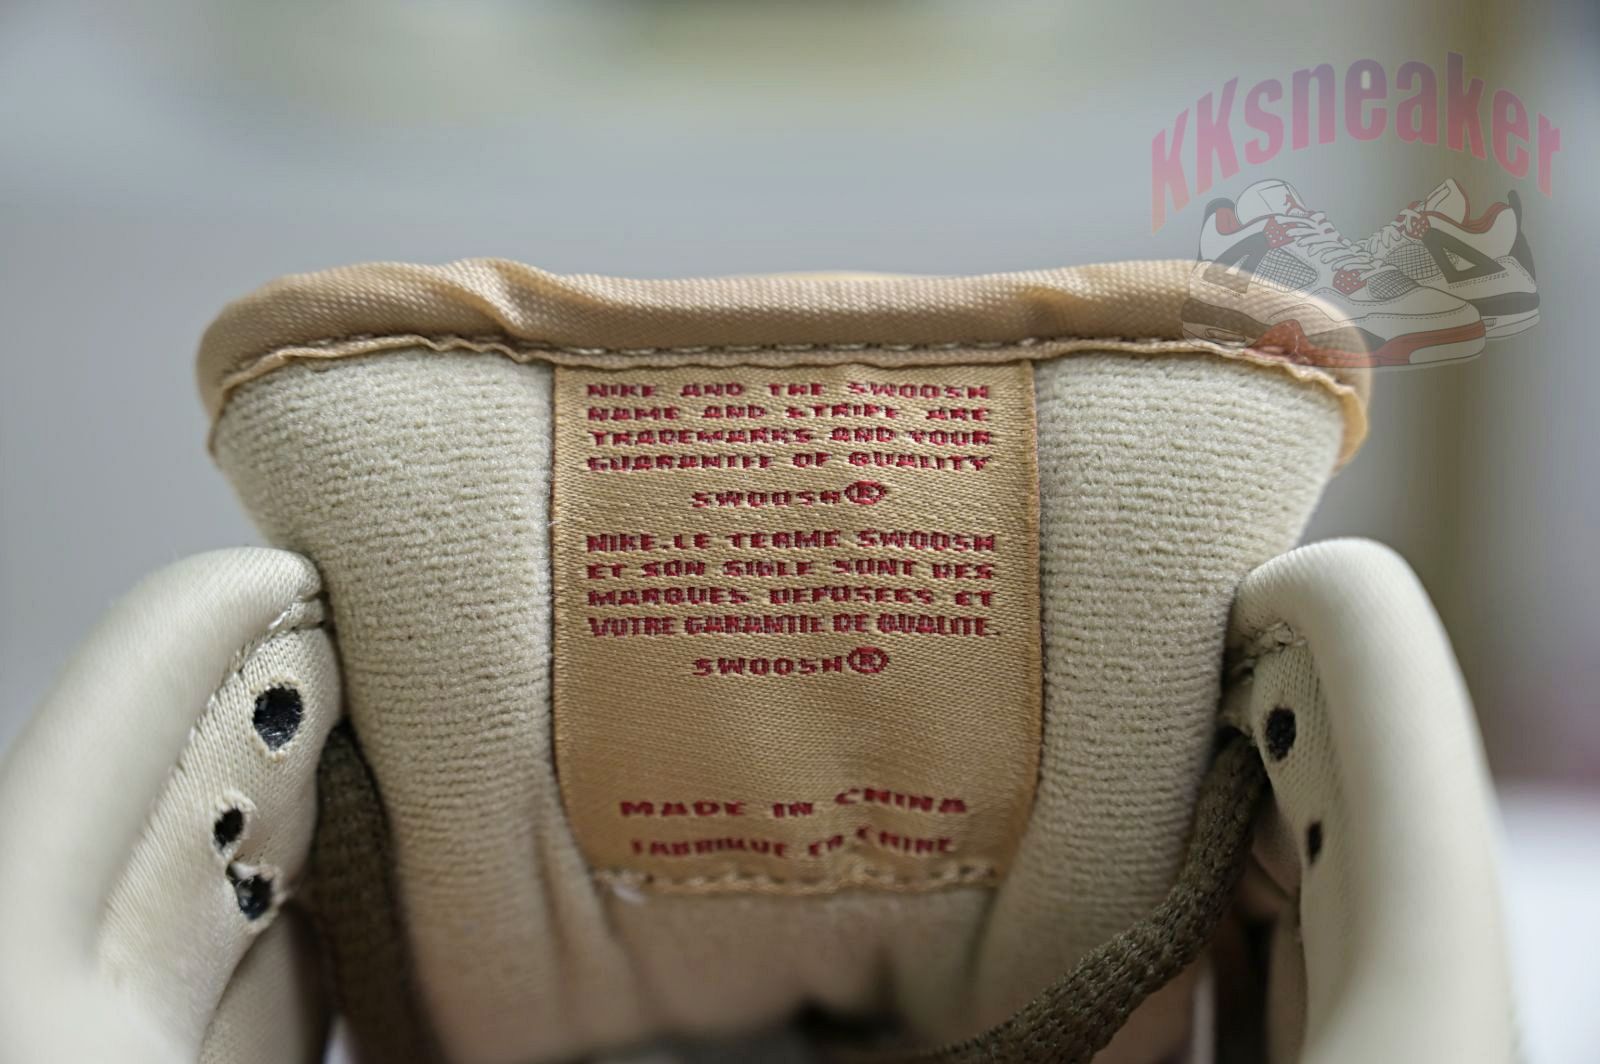 KKsneaker
NIKE AND THE SWOOSH
NAME AND STRIPE ARE
TRADEMARKS AND YOUR
GUARANTEE OF QUALITY
SWOOSH®
NIKE.LE TERME SWOOSH
ET SON SIGLE SONT DES
MARQUES DEPOSEES ET
VOTRE GARANTIE DE QUALITE.
SWOOSH®
MADE IN CHINA
FABRIQUE EN CHINE